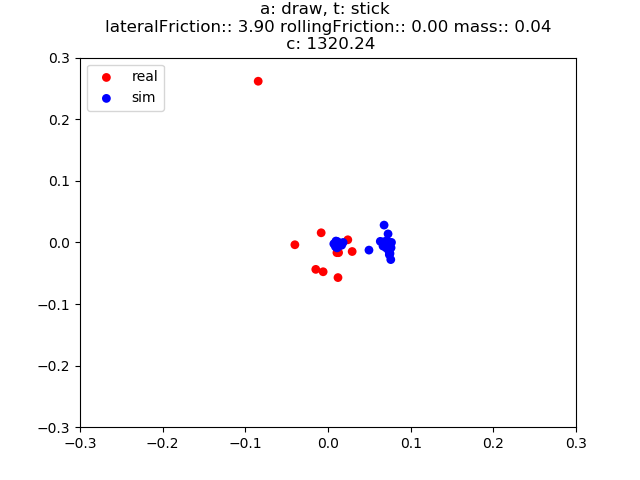 a: draw, t: stick
lateralFriction:: 3.90 rollingFriction:: 0.00 mass:: 0.04
c: 1320.24
real
sim
0.3
0.2
0.1
0.0
−0.1
−0.2
−0.3
−0.3
−0.2
−0.1
0.0
0.1
0.2
0.3